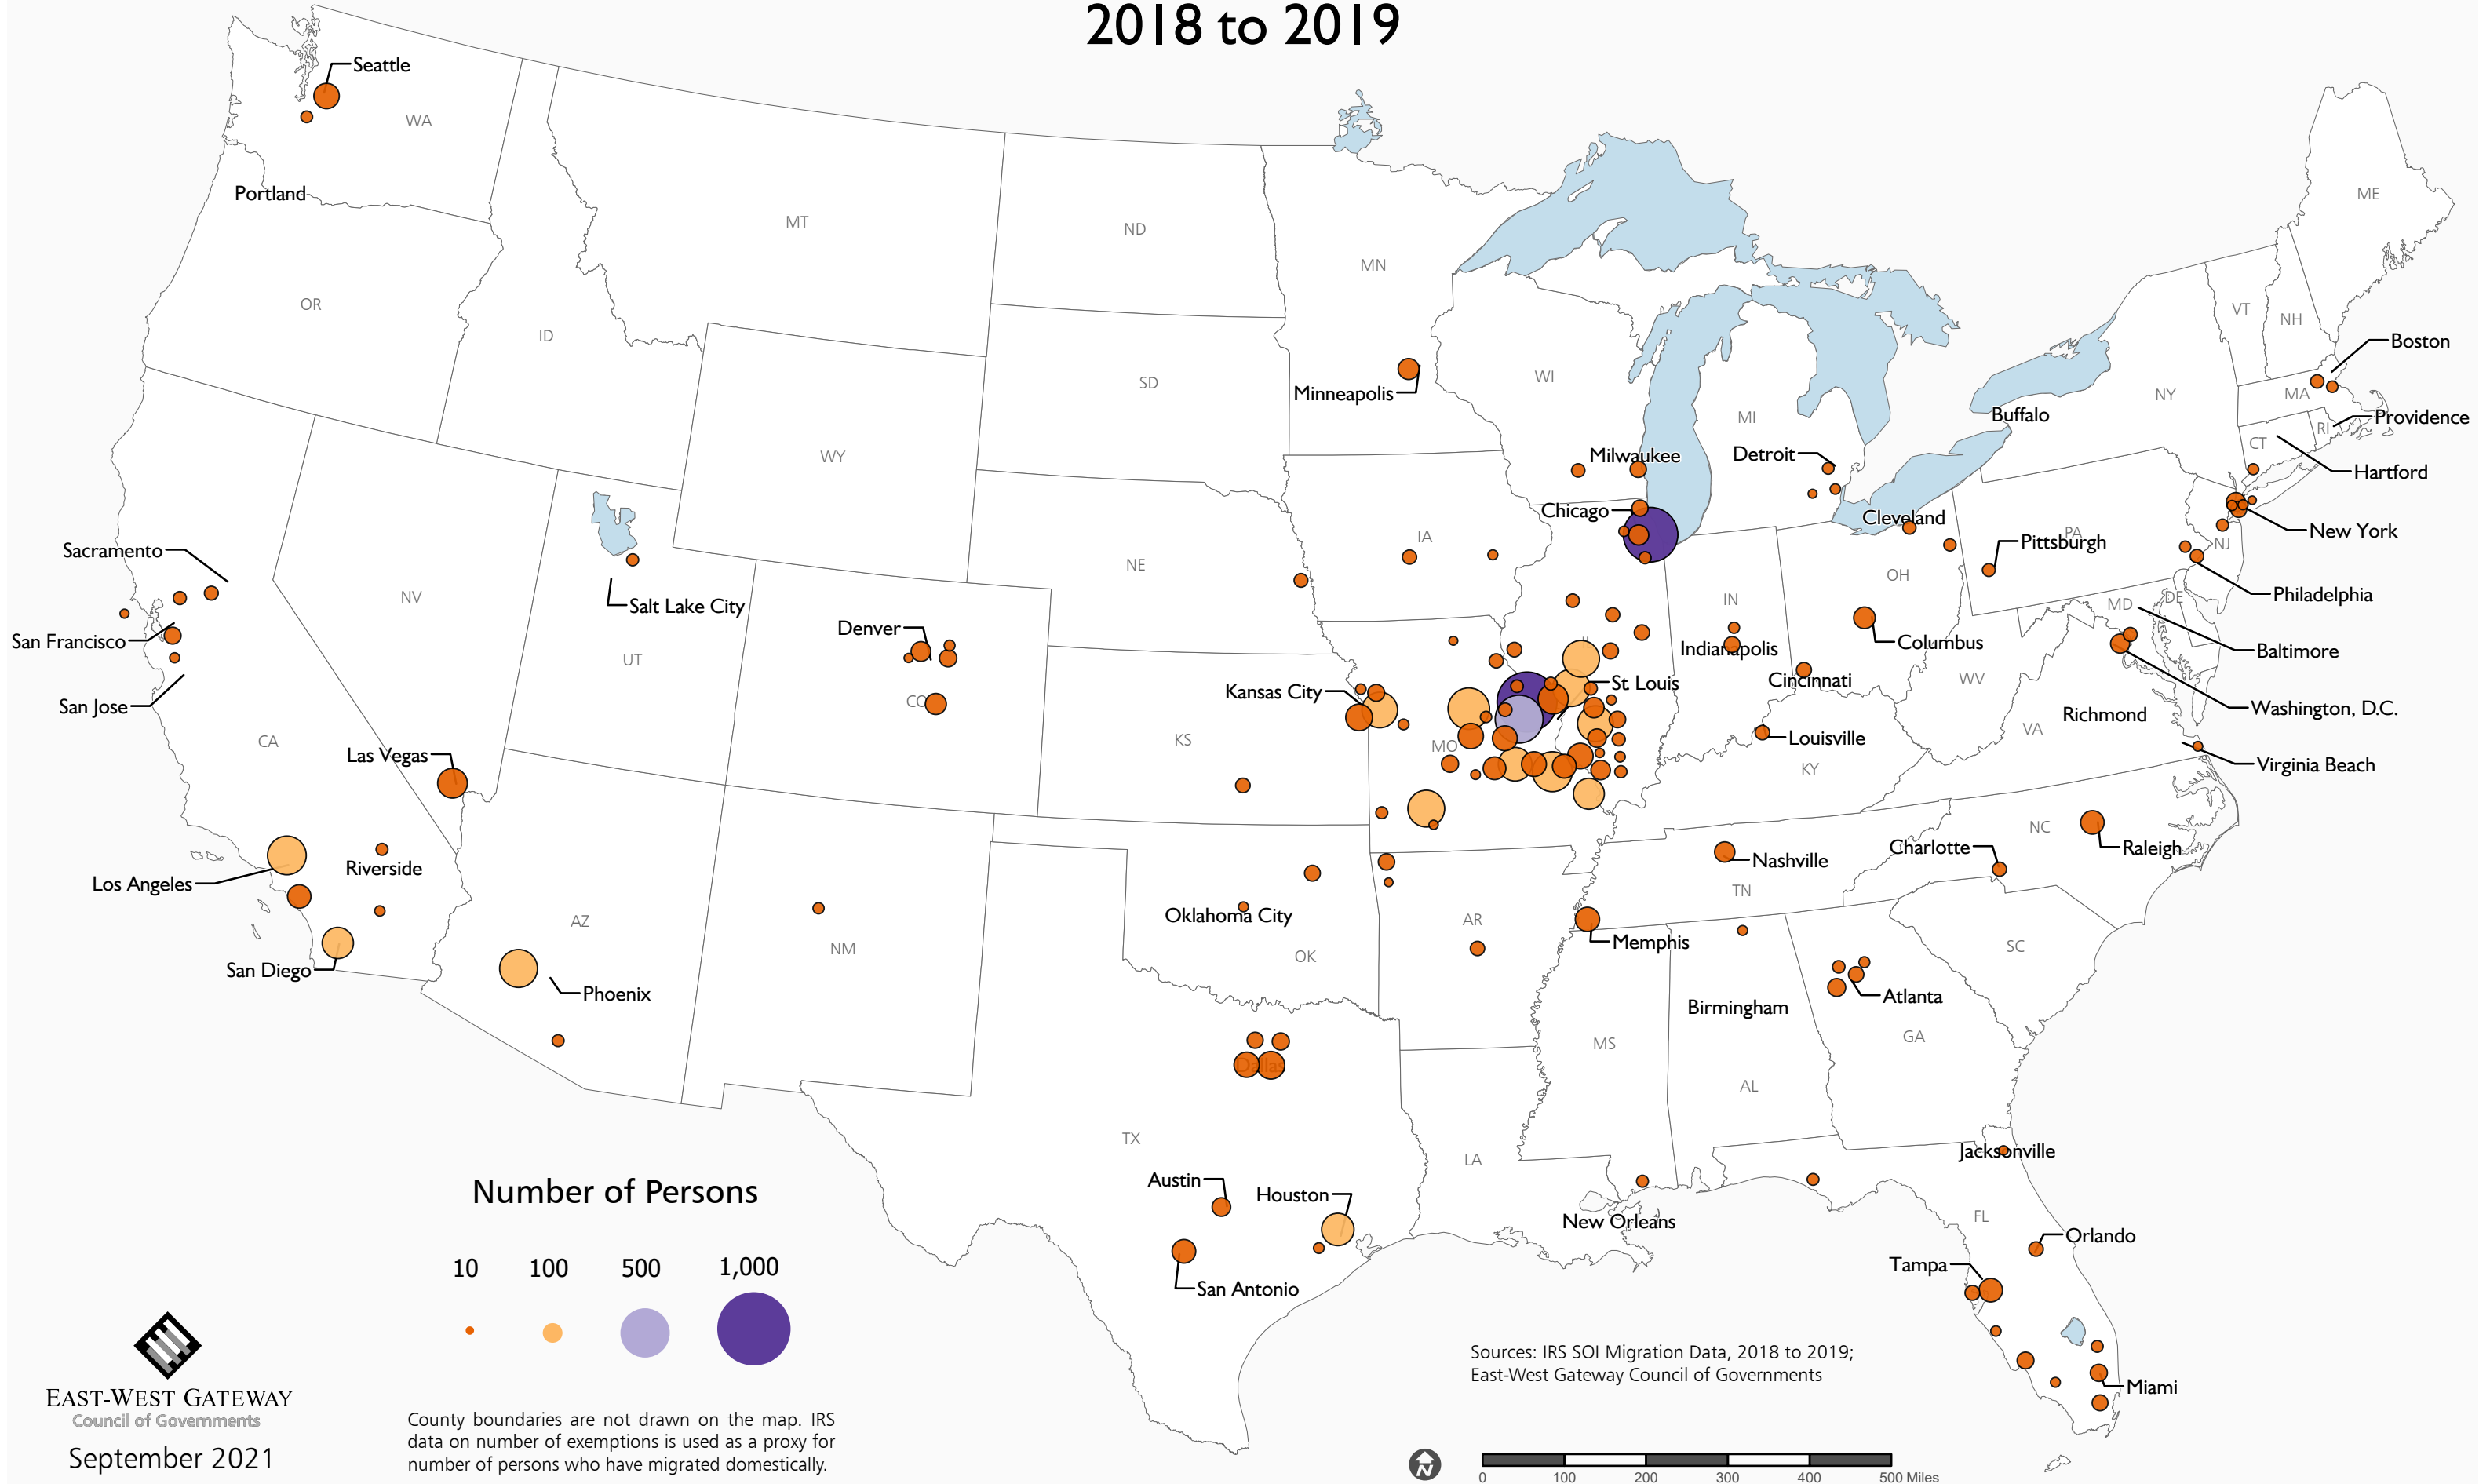 2018 to 2019
Seattle
WA
Portland
OR
ID
MT
ND
MN
SD
WY
Minneapolis
WI
MI
Milwaukee
Detroit
Chicago
Cleveland
Buffalo
NY
VT
NH
ME
Boston
MA
Providence
RI
CT
Hartford
New York
PA
Pittsburgh
NJ
Philadelphia
MD
DE
Baltimore
Washington, D.C.
OH
IN
Indianapolis
Columbus
Cincinnati
WV
VA
Richmond
Virginia Beach
Louisville
KY
IA
NE
Sacramento
San Francisco
San Jose
NV
CA
Salt Lake City
UT
Denver
CO
Kansas City
KS
MO
IL
St. Louis
Las Vegas
Los Angeles
Riverside
San Diego
AZ
Phoenix
NM
Oklahoma City
OK
AR
Nashville
TN
Memphis
Charlotte
NC
Raleigh
SC
Atlanta
GA
Birmingham
MS
AL
Dallas
TX
LA
Austin
Houston
San Antonio
New Orleans
Jacksonville
FL
Orlando
Tampa
Miami
Number of Persons
10 100 500 1,000
EAST-WEST GATEWAY
Council of Governments
September 2021
County boundaries are not drawn on the map. IRS
data on number of exemptions is used as a proxy for
number of persons who have migrated domestically.
Sources: IRS SOI Migration Data, 2018 to 2019;
East-West Gateway Council of Governments
N
0 100 200 300 400 500 Miles